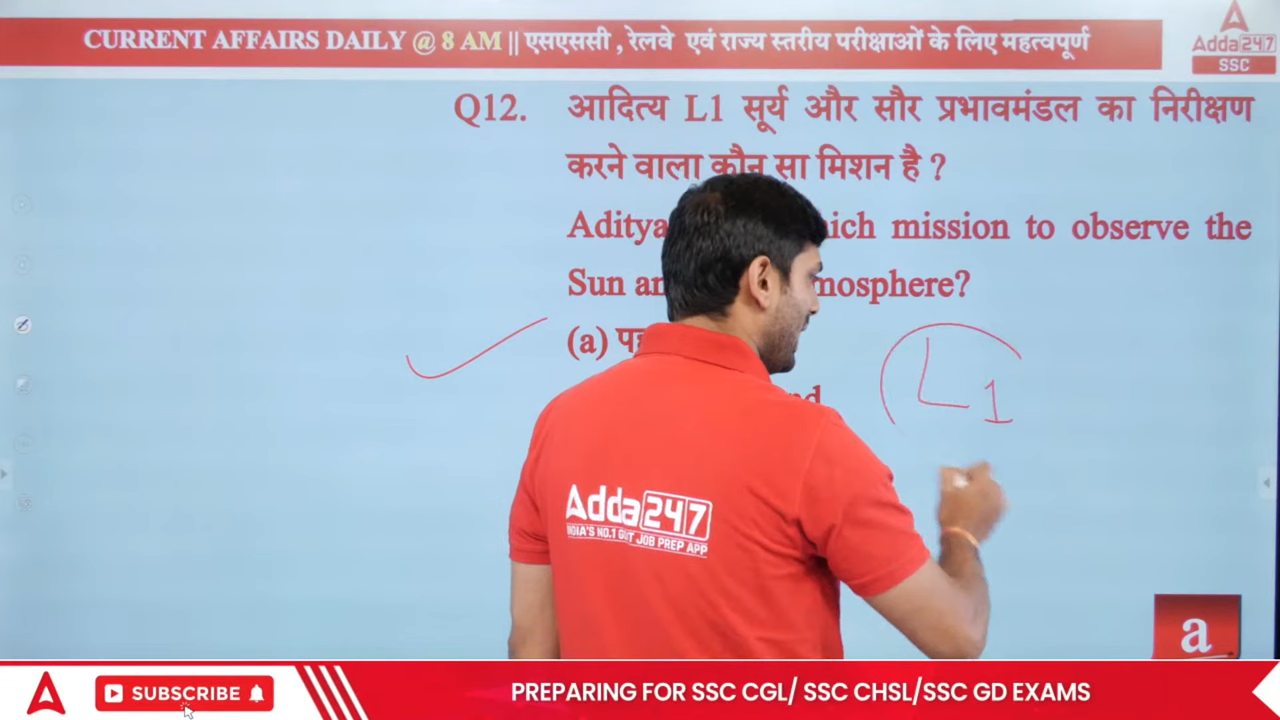 CURRENT AFFAIRS DAILY @ 8 AM || एसएससी , रेलवे एवं राज्य स्तरीय परीक्षाओं के लिए महत्वपूर्ण
Adda247
SSC
Q12. आदित्य L1 सूर्य और सौर प्रभावमंडल का निरीक्षण
करने वाला कौन सा मिशन है ?
Aditya mission to observe the
Sun
(a)
L1
Adda247
INDIA'S NO.1 GOVT JOB PREP APP
a
SUBSCRIBE
PREPARING FOR SSC CGL/ SSC CHSL/SSC GD EXAMS